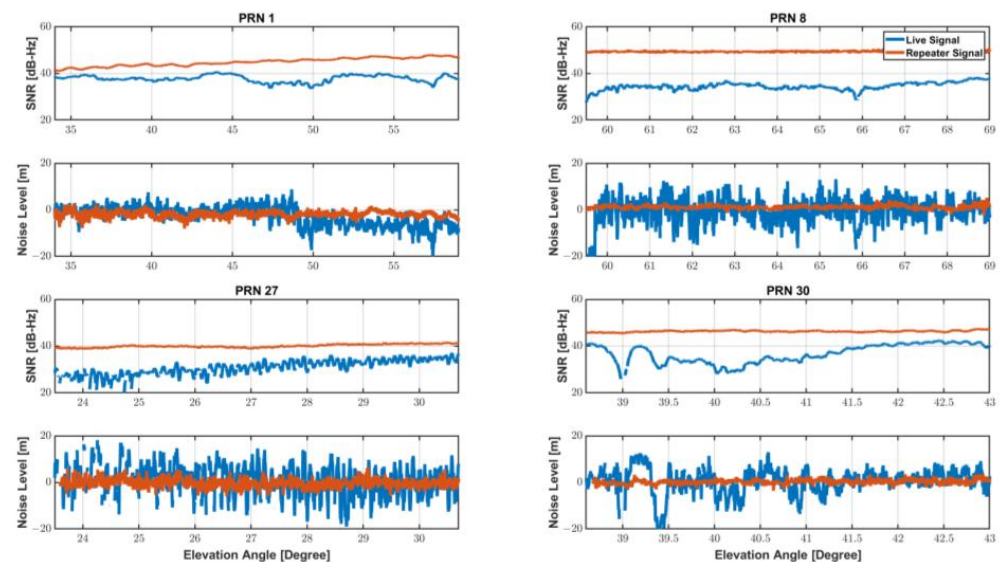 PRN 1
60
40
20
SNR [dB-Hz]
35 40 45 50 55
20
0
−20
Noise Level [m]
35 40 45 50 55
PRN 8
Live Signal
Repeater Signal
60
40
20
SNR [dB-Hz]
60 61 62 63 64 65 66 67 68 69
20
0
−20
Noise Level [m]
60 61 62 63 64 65 66 67 68 69
PRN 27
60
40
20
SNR [dB-Hz]
24 25 26 27 28 29 30
20
0
−20
Noise Level [m]
24 25 26 27 28 29 30
Elevation Angle [Degree]
PRN 30
60
40
20
SNR [dB-Hz]
39 39.5 40 40.5 41 41.5 42 42.5 43
20
0
−20
Noise Level [m]
39 39.5 40 40.5 41 41.5 42 42.5 43
Elevation Angle [Degree]